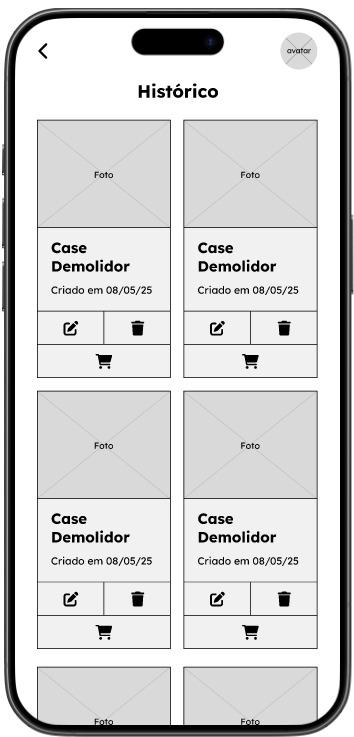 avatar
Histórico
Foto
Foto
Case
Demolidor
Criado em 08/05/25
Case
Demolidor
Criado em 08/05/25
Foto
Foto
Case
Demolidor
Criado em 08/05/25
Case
Demolidor
Criado em 08/05/25
Foto
Foto